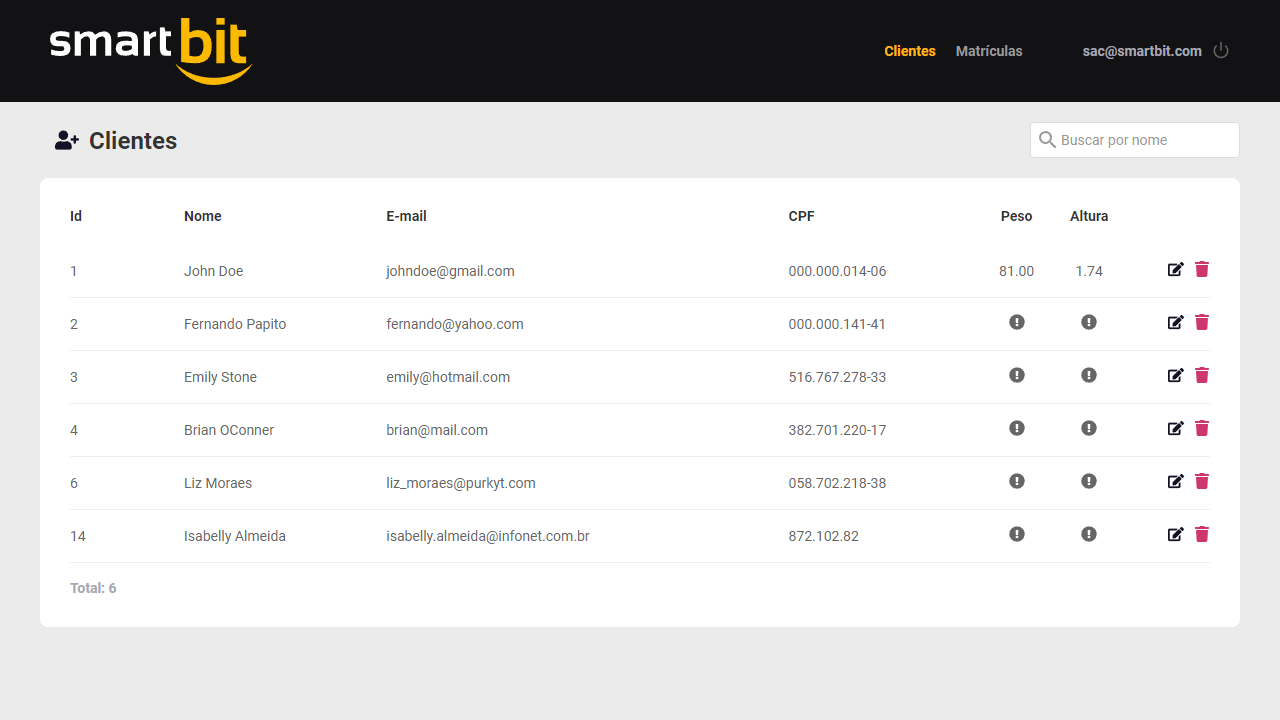 smartbit
Clientes Matrículas sac@smartbit.com
Clientes Buscar por nome
Id Nome E-mail CPF Peso Altura
1 John Doe johndoe@gmail.com 000.000.014-06 81.00 1.74
2 Fernando Papito fernando@yahoo.com 000.000.141-41
3 Emily Stone emily@hotmail.com 516.767.278-33
4 Brian OConner brian@mail.com 382.701.220-17
6 Liz Moraes liz_moraes@purkyt.com 058.702.218-38
14 Isabelly Almeida isabelly.almeida@infonet.com.br 872.102.82
Total: 6